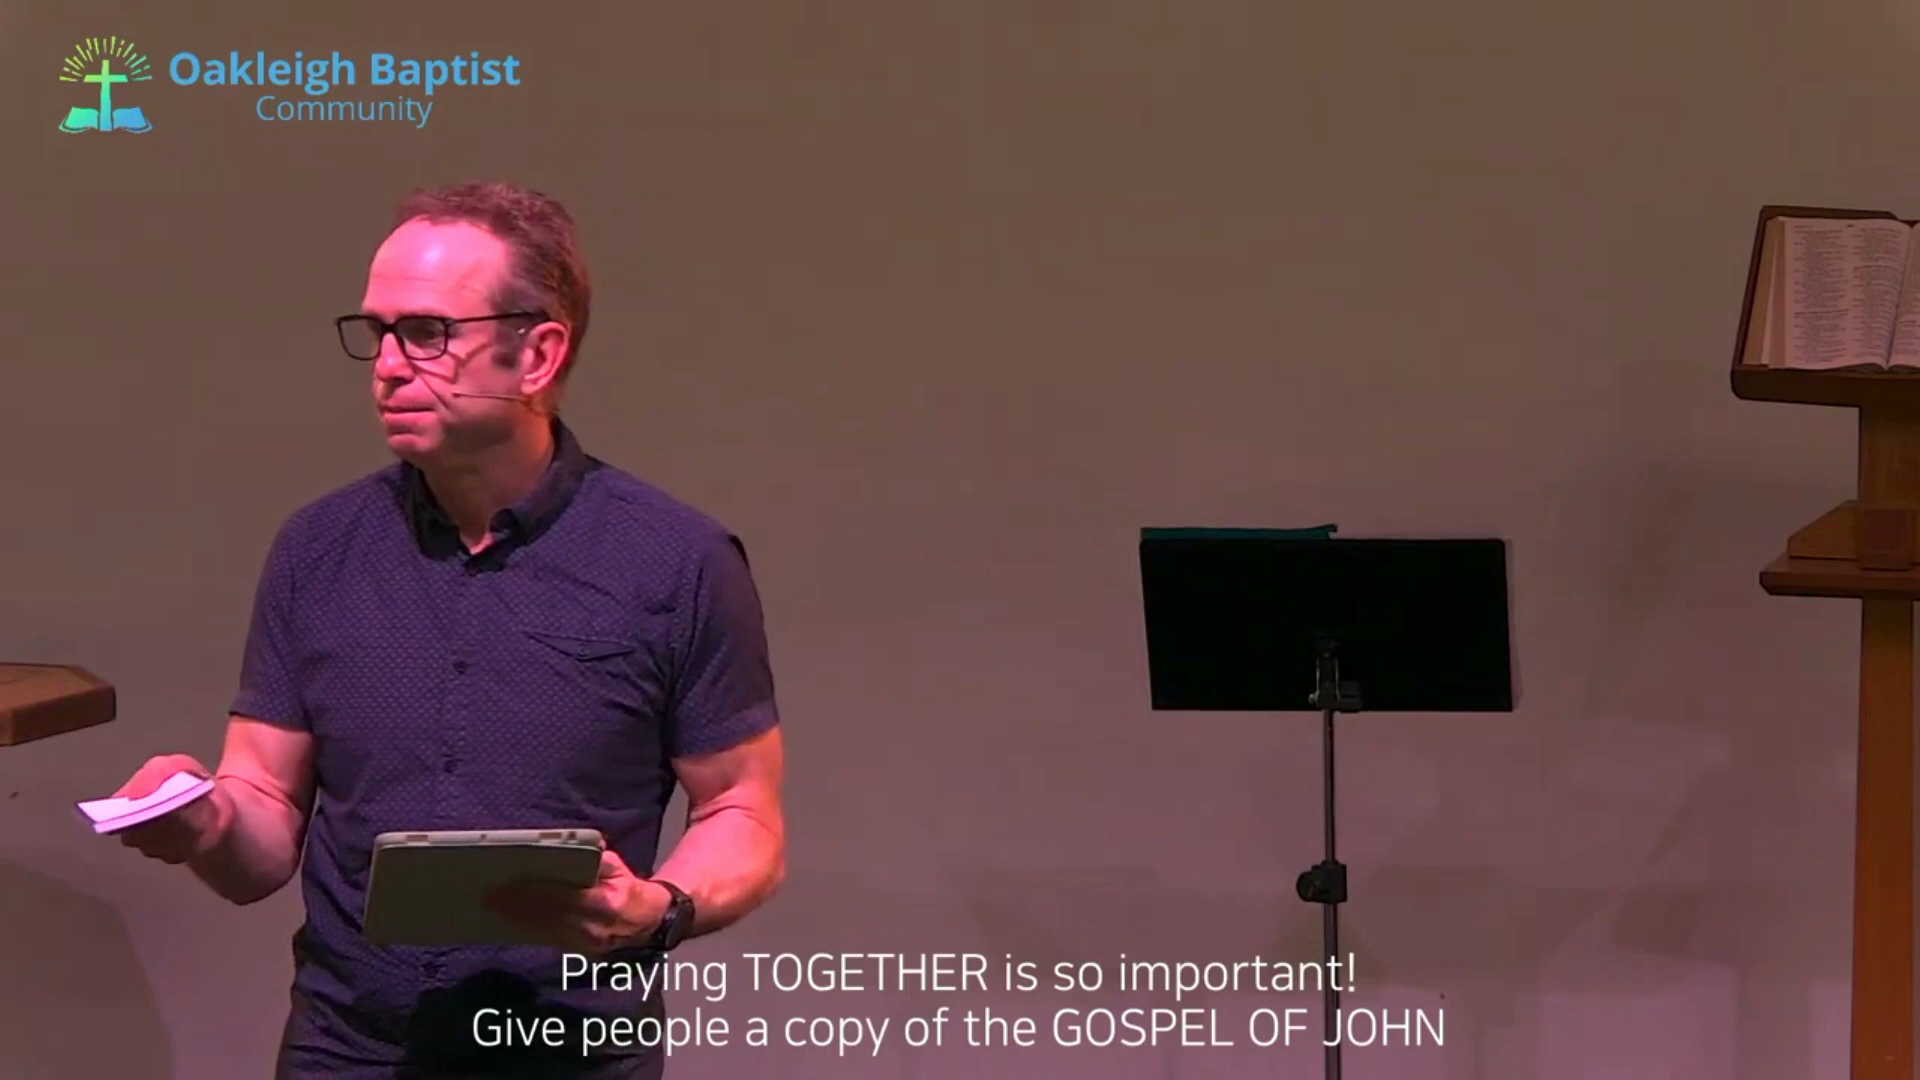 Oakleigh Baptist
Community
Praying TOGETHER is so important!
Give people a copy of the GOSPEL OF JOHN